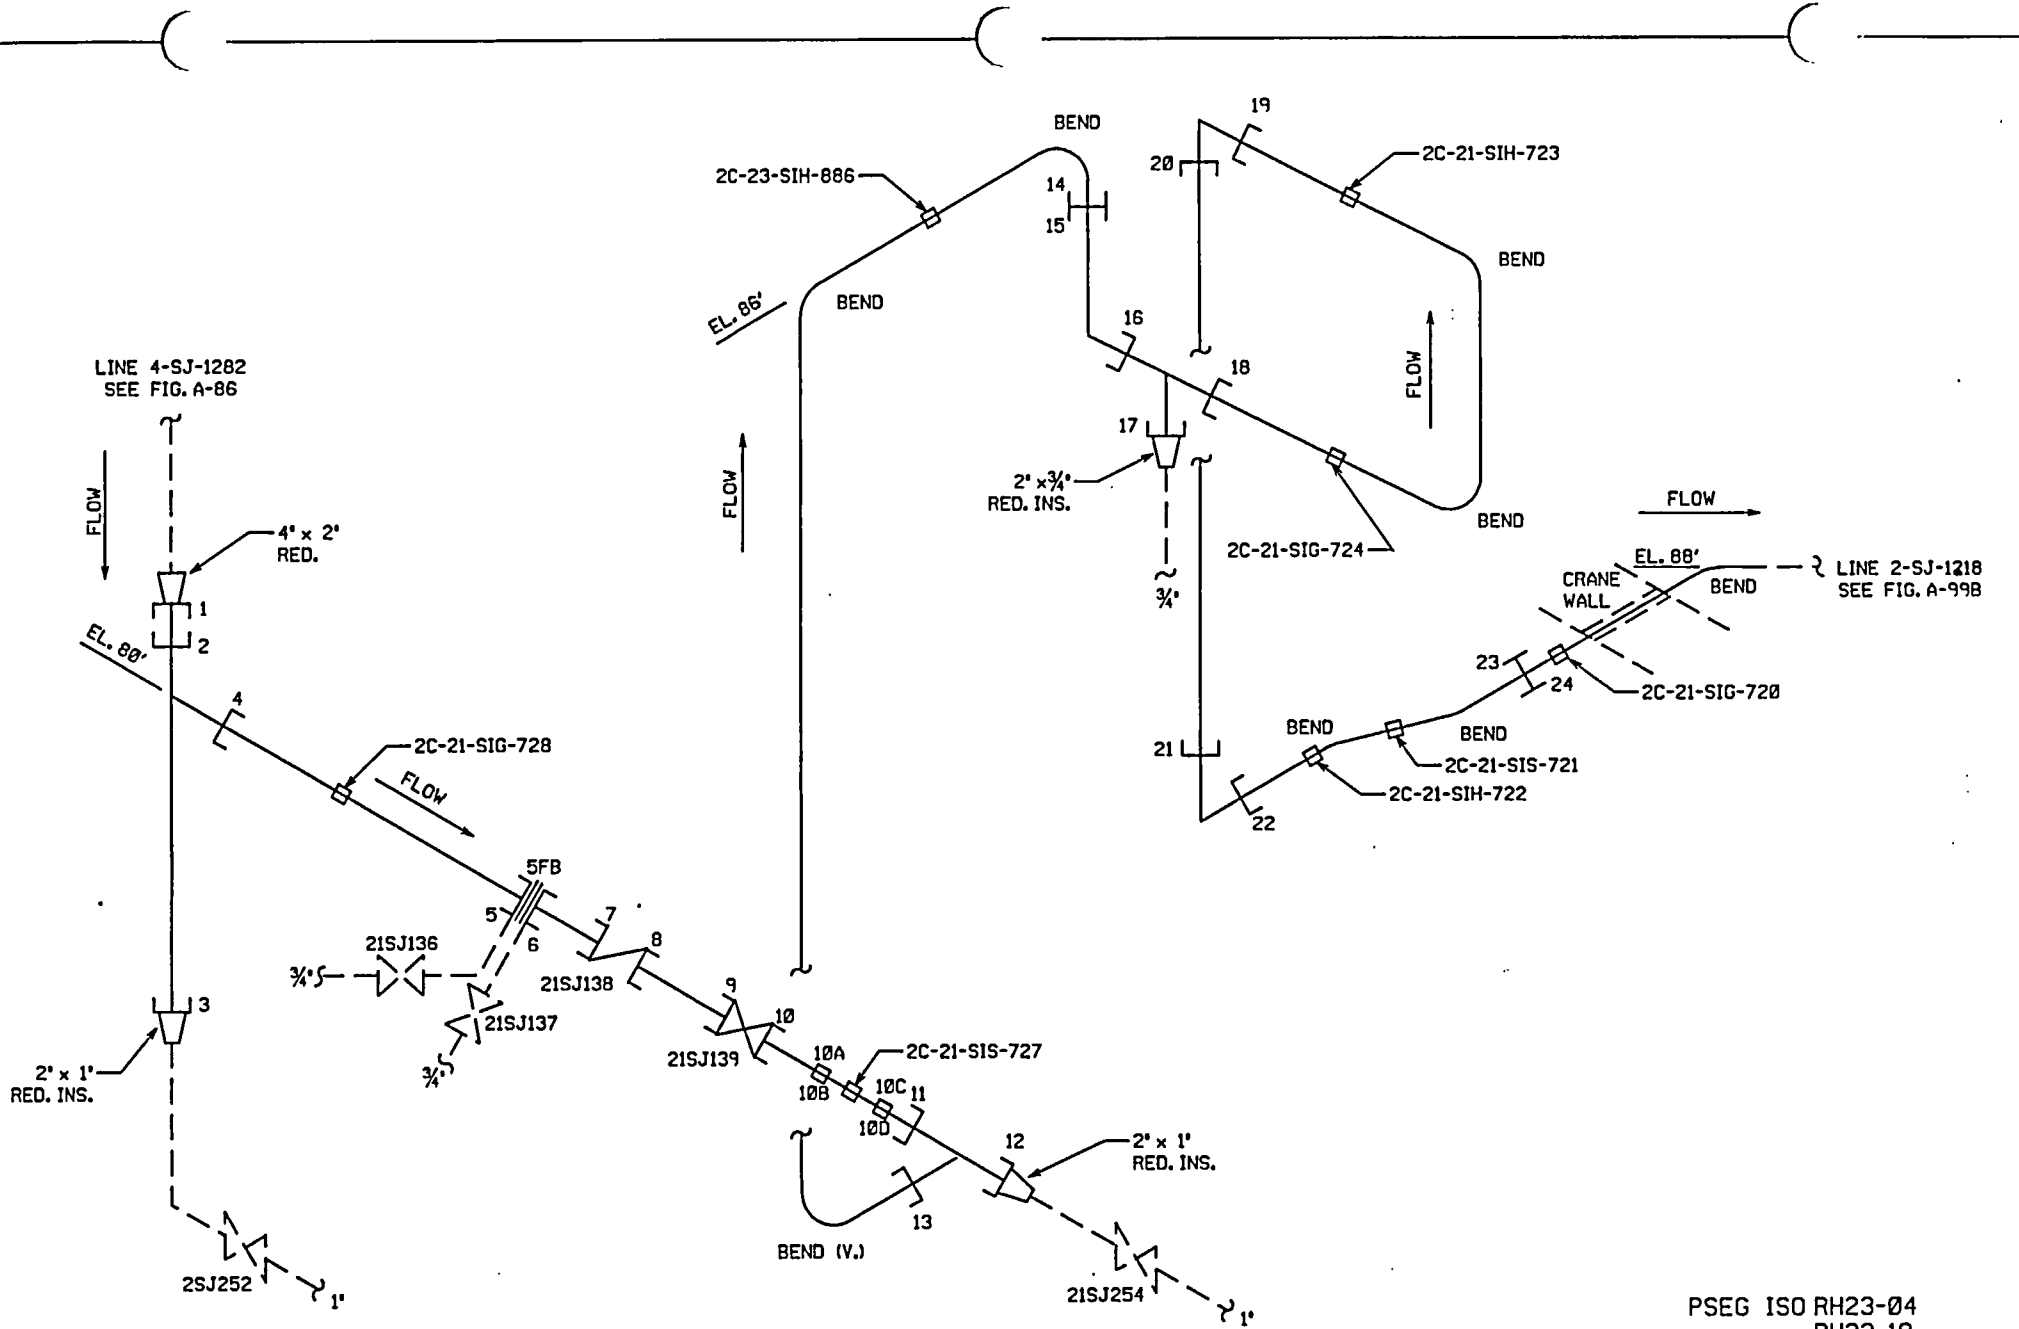 BEND
19
2C-23-SIH-886
20
2C-21-SIH-723
14
15
BEND
BEND
EL. 86'
16
FLOW
18
LINE 4-SJ-1282
SEE FIG. A-86
17
2" x 3/4"
RED. INS.
FLOW
FLOW
4" x 2"
RED.
1
2
3/4"
2C-21-SIG-724
BEND
FLOW
EL. 88'
CRANE
WALL
BEND
LINE 2-SJ-1218
SEE FIG. A-99B
EL. 80'
4
2C-21-SIG-728
FLOW
23
24
2C-21-SIG-720
BEND
BEND
21
2C-21-SIS-721
2C-21-SIH-722
22
5FB
5
6
7
8
21SJ136
3/4"
21SJ137
3/4"
21SJ138
9
10
21SJ139
3
2" x 1"
RED. INS.
10A
10B
2C-21-SIS-727
10C
10D
11
12
2" x 1"
RED. INS.
13
BEND (V.)
2SJ252
1"
21SJ254
1"
PSEG ISO RH23-04